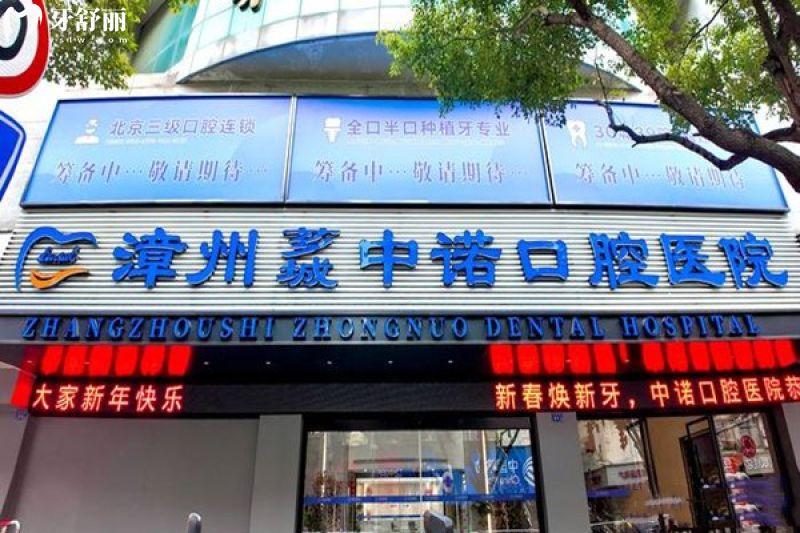 牙舒丽
北京三级口腔连锁
筹备中…敬请期待…
全口半口种植牙专业
筹备中…敬请期待…
筹备中…敬请期待…
漳州芗城中诺口腔医院
ZHANGZHOUSHI ZHONGNUO DENTAL HOSPITAL
大家新年快乐
新春焕新牙，中诺口腔医院恭